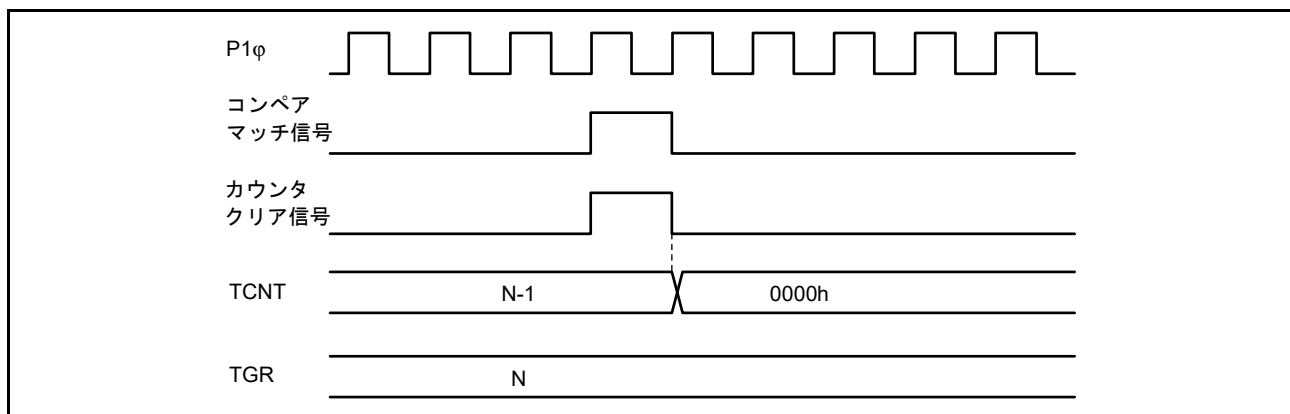 P1φ
コンペア
マッチ信号
カウンタ
クリア信号
TCNT
N-1
0000h
TGR
N